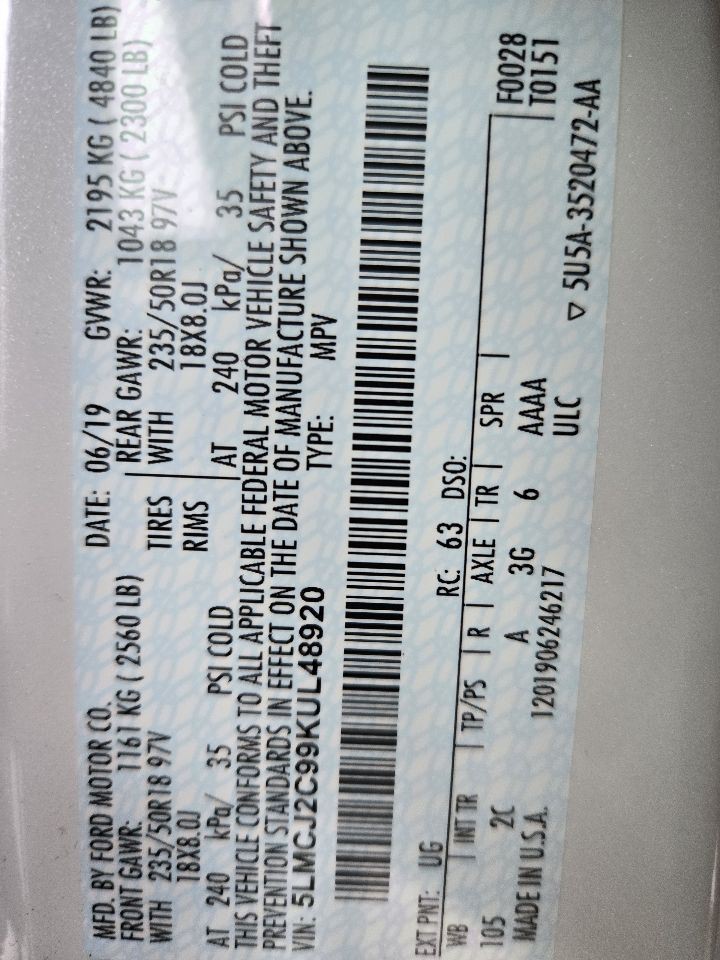 MFD. BY FORD MOTOR CO. DATE: 06/19 GVWR: 2195 KG ( 4840 LB)
FRONT GAWR: 1161 KG ( 2560 LB) REAR GAWR: 1043 KG ( 2300 LB)
WITH 235/50R18 97V TIRES WITH 235/50R18 97V
18X8.0J RIMS 18X8.0J
AT 240 kPa/ 35 PSI COLD AT 240 kPa/ 35 PSI COLD
THIS VEHICLE CONFORMS TO ALL APPLICABLE FEDERAL MOTOR VEHICLE SAFETY AND THEFT
PREVENTION STANDARDS IN EFFECT ON THE DATE OF MANUFACTURE SHOWN ABOVE.
VIN: 5LMCJ2C99KUL48920 TYPE: MPV
EXT PNT: UG RC: 63 DSO: F0028
WB INT TR TP/PS R AXLE TR SPR T0151
105 2C A 3G 6 AAAA
MADE IN U.S.A. 1201906246217 ULC
▽ 5U5A-3520472-AA